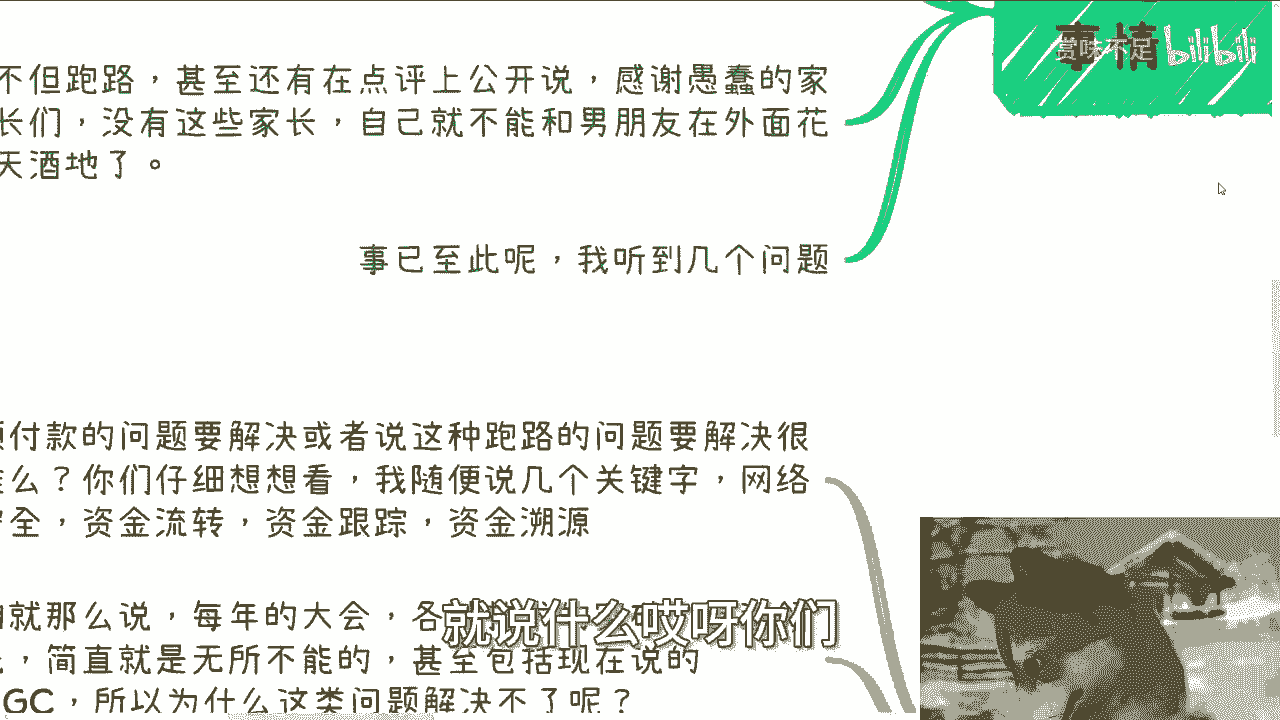 事情
赏味不足 bilibili
不但跑路，甚至还有在点评上公开说，感谢愚蠢的家
长们，没有这些家长，自己就不能和男朋友在外面花
天酒地了。
事已至此呢，我听到几个问题
付款的问题要解决或者说这种跑路的问题要解决很
么？你们仔细想想看，我随便说几个关键字，网络
安全，资金流转，资金跟踪，资金溯源
就那么说，每年的大会，各
，简直就是无所不能的，甚至包括现在说的
GC，所以为什么这类问题解决不了呢？
就说什么哎呀你们